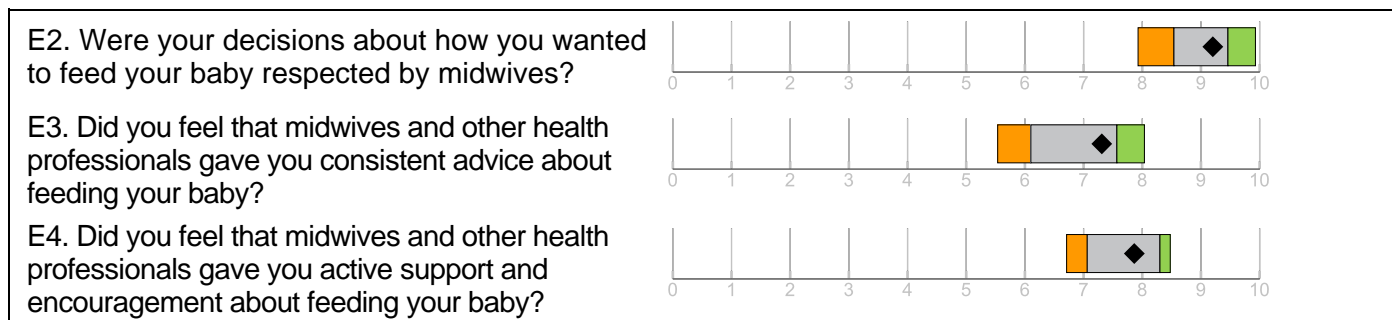 E2. Were your decisions about how you wanted
to feed your baby respected by midwives?
0 1 2 3 4 5 6 7 8 9 10
E3. Did you feel that midwives and other health
professionals gave you consistent advice about
feeding your baby?
0 1 2 3 4 5 6 7 8 9 10
E4. Did you feel that midwives and other health
professionals gave you active support and
encouragement about feeding your baby?
0 1 2 3 4 5 6 7 8 9 10